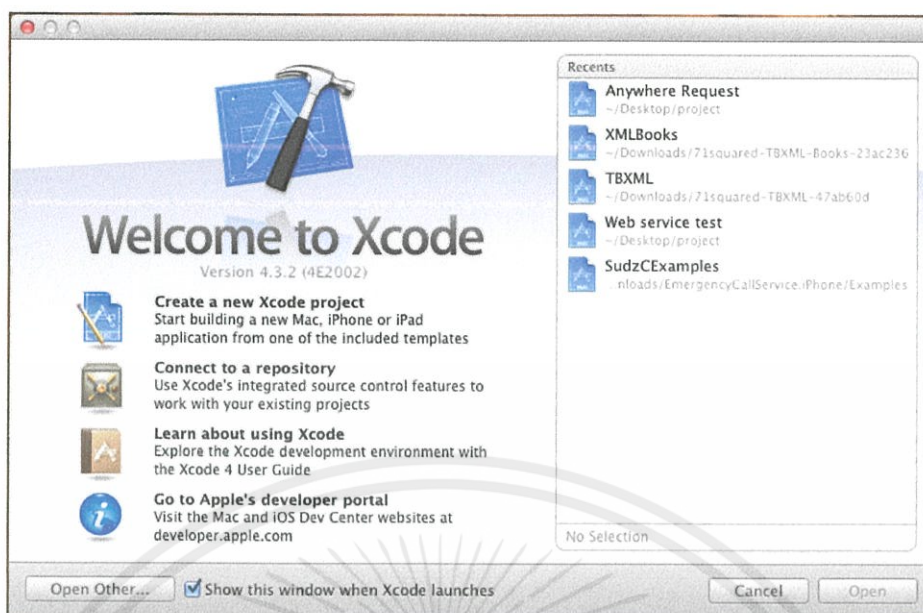 Welcome to Xcode
Version 4.3.2 (4E2002)
Create a new Xcode project
Start building a new Mac, iPhone or iPad
application from one of the included templates
Connect to a repository
Use Xcode's integrated source control features to
work with your existing projects
Learn about using Xcode
Explore the Xcode development environment with
the Xcode 4 User Guide
Go to Apple's developer portal
Visit the Mac and iOS Dev Center websites at
developer.apple.com
Recents
Anywhere Request
~/Desktop/project
XMLBooks
~/Downloads/71squared-TBXML-Books-23ac236
TBXML
~/Downloads/71squared-TBXML-47ab60d
Web service test
~/Desktop/project
SudzCExamples
...nloads/EmergencyCallService.iPhone/Examples
No Selection
Open Other...
Show this window when Xcode launches
Cancel
Open